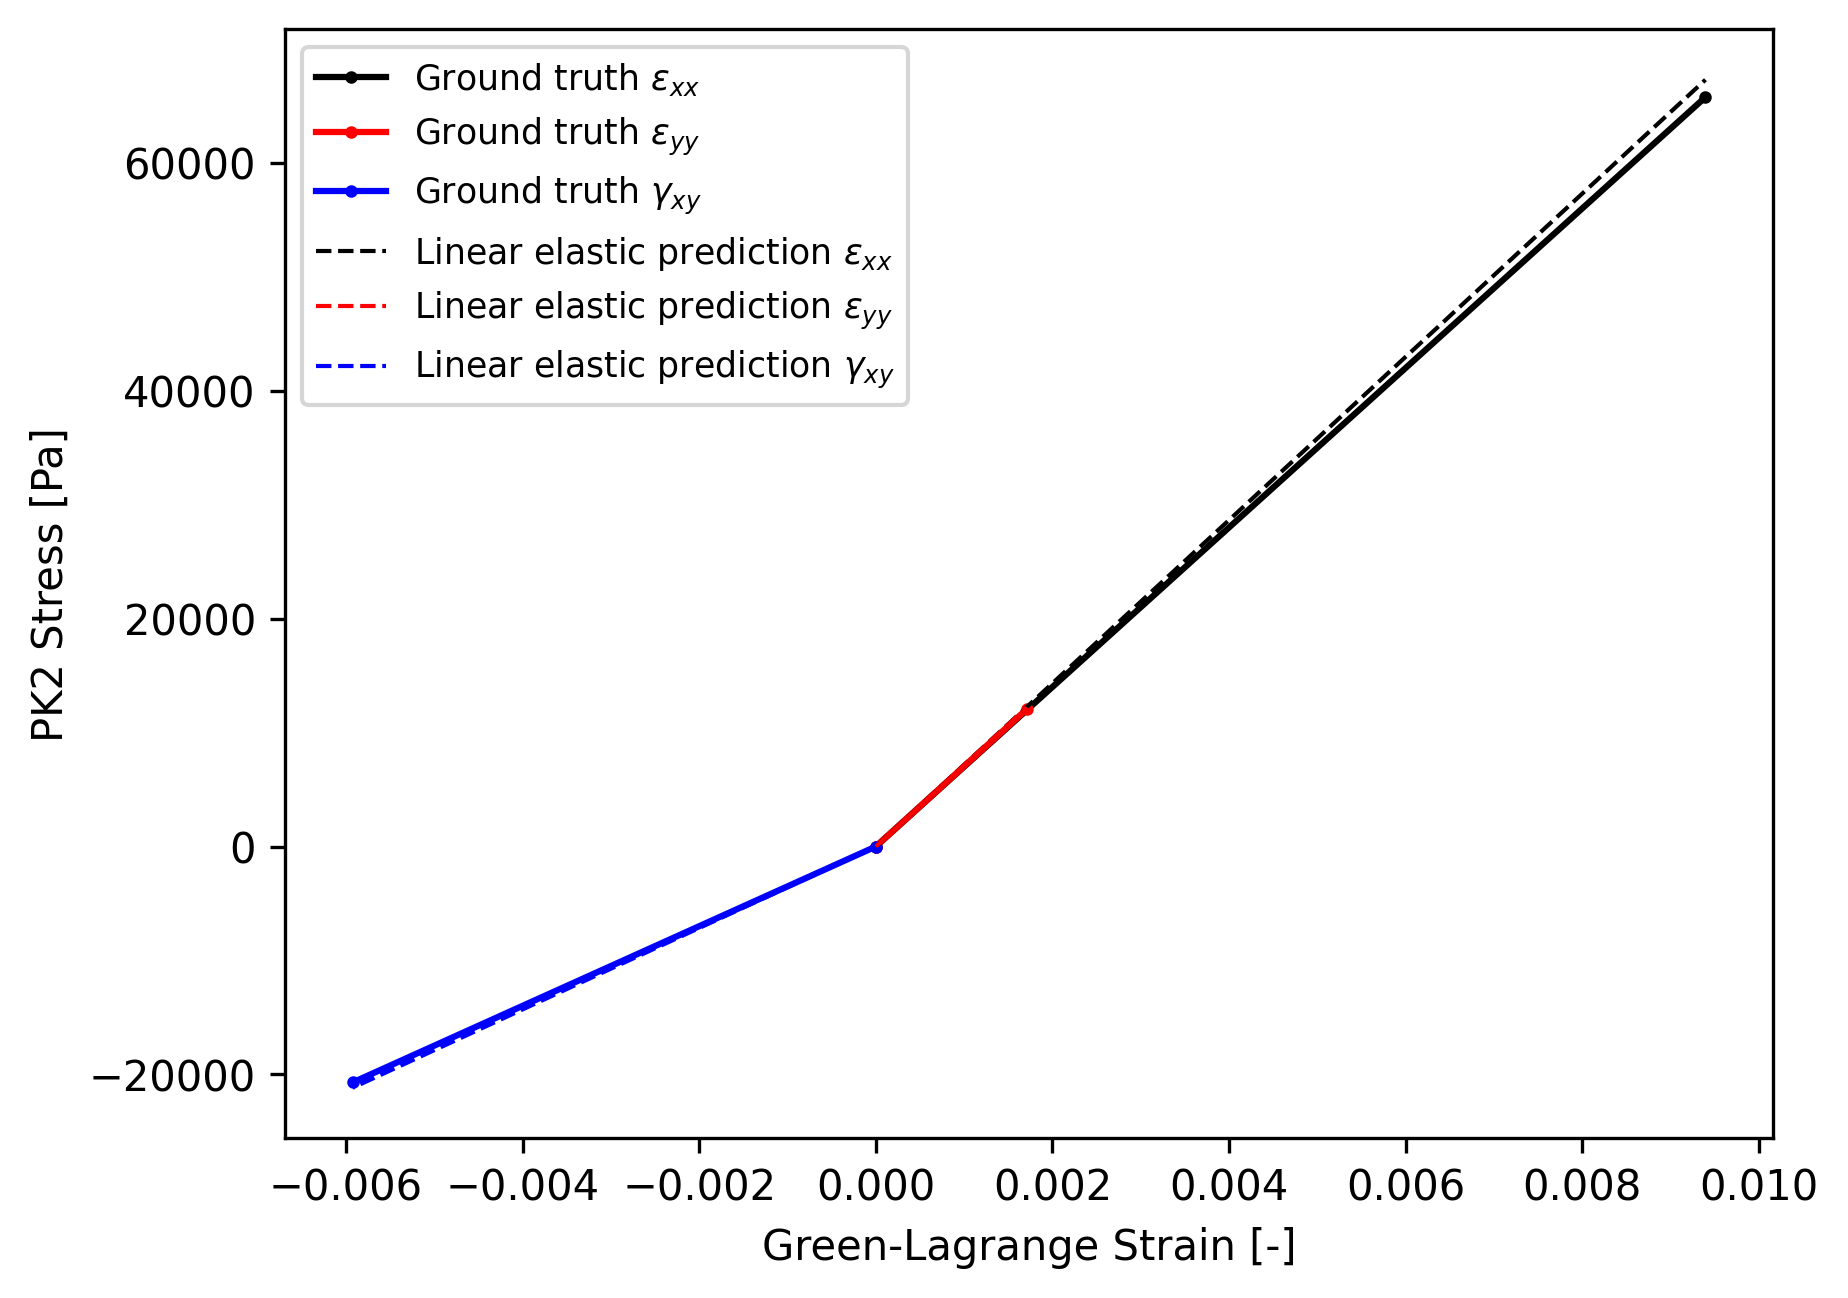 Ground truth εxx
Ground truth εyy
Ground truth γxy
Linear elastic prediction εxx
Linear elastic prediction εyy
Linear elastic prediction γxy
60000
40000
20000
0
−20000
PK2 Stress [Pa]
−0.006 −0.004 −0.002 0.000 0.002 0.004 0.006 0.008 0.010
Green-Lagrange Strain [-]